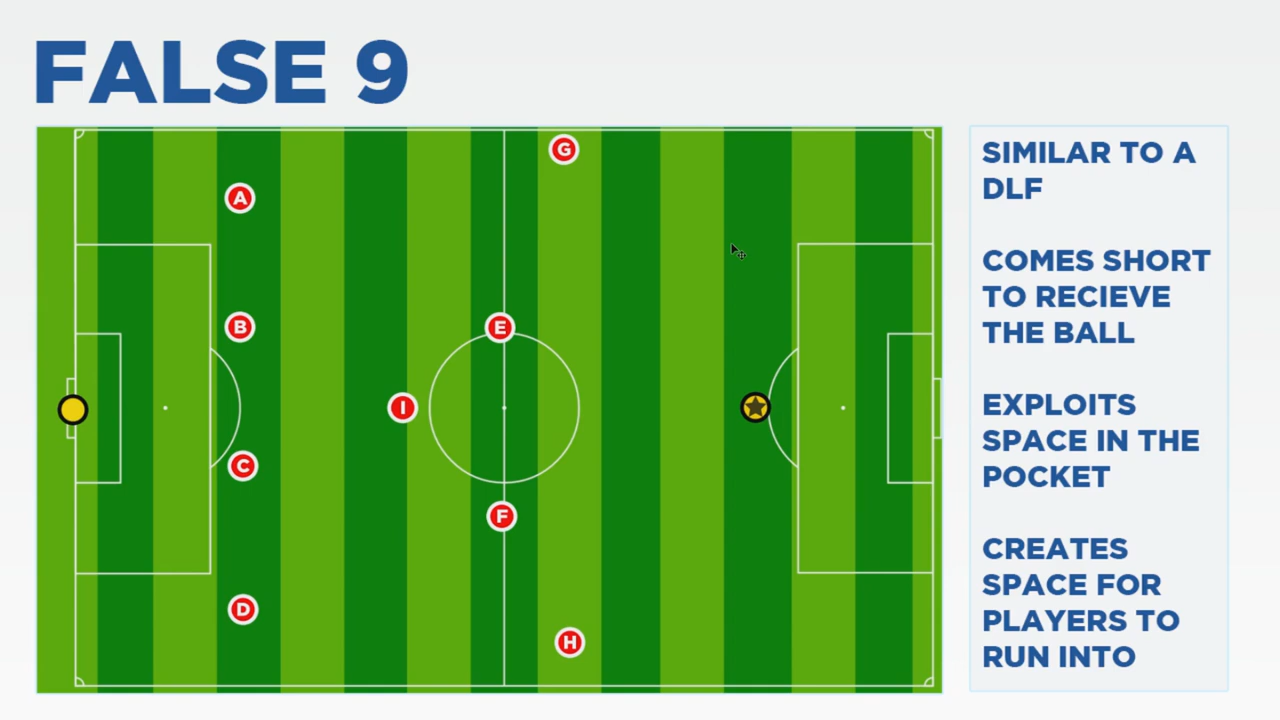 FALSE 9
G
A
B
E
I
C
F
D
H
SIMILAR TO A
DLF
COMES SHORT
TO RECIEVE
THE BALL
EXPLOITS
SPACE IN THE
POCKET
CREATES
SPACE FOR
PLAYERS TO
RUN INTO